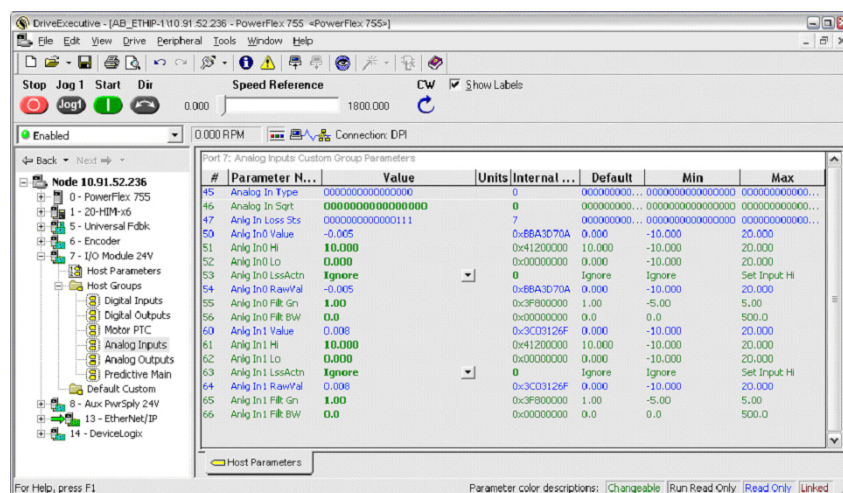 DriveExecutive - [AB_ETHIP-1\10.91.52.236 - PowerFlex 755 <PowerFlex 755>]
File Edit View Drive Peripheral Tools Window Help
Stop Jog 1 Start Dir Speed Reference CW Show Labels
Jog1 0.000 1800.000
Enabled 0.000 RPM Connection: DPI
Back Next
Node 10.91.52.236
0 - PowerFlex 755
1 - 20-HIM-x6
5 - Universal Fdbk
6 - Encoder
7 - I/O Module 24V
Host Parameters
Host Groups
Digital Inputs
Digital Outputs
Motor PTC
Analog Inputs
Analog Outputs
Predictive Main
Default Custom
8 - Aux PwrSply 24V
13 - EtherNet/IP
14 - DeviceLogix
Port 7: Analog Inputs Custom Group Parameters
# Parameter N... Value Units Internal ... Default Min Max
45 Analog In Type 0000000000000000 0 000000000... 0000000000000000 000000000000...
46 Analog In Sqrt 0000000000000000 0 000000000... 0000000000000000 000000000000...
47 Anlg In Loss Sts 0000000000000111 7 000000000... 0000000000000000 000000000000...
50 Anlg In0 Value -0.005 0xBBA3D70A 0.000 -10.000 20.000
51 Anlg In0 Hi 10.000 0x41200000 10.000 -10.000 20.000
52 Anlg In0 Lo 0.000 0x00000000 0.000 -10.000 20.000
53 Anlg In0 LssActn Ignore 0 Ignore Ignore Set Input Hi
54 Anlg In0 RawVal -0.005 0xBBA3D70A 0.000 -10.000 20.000
55 Anlg In0 Filt Gn 1.00 0x3F800000 1.00 -5.00 5.00
56 Anlg In0 Filt BW 0.0 0x00000000 0.0 0.0 500.0
60 Anlg In1 Value 0.008 0x3C03126F 0.000 -10.000 20.000
61 Anlg In1 Hi 10.000 0x41200000 10.000 -10.000 20.000
62 Anlg In1 Lo 0.000 0x00000000 0.000 -10.000 20.000
63 Anlg In1 LssActn Ignore 0 Ignore Ignore Set Input Hi
64 Anlg In1 RawVal 0.008 0x3C03126F 0.000 -10.000 20.000
65 Anlg In1 Filt Gn 1.00 0x3F800000 1.00 -5.00 5.00
66 Anlg In1 Filt BW 0.0 0x00000000 0.0 0.0 500.0
Host Parameters
For Help, press F1 Parameter color descriptions: Changeable Run Read Only Read Only Linked